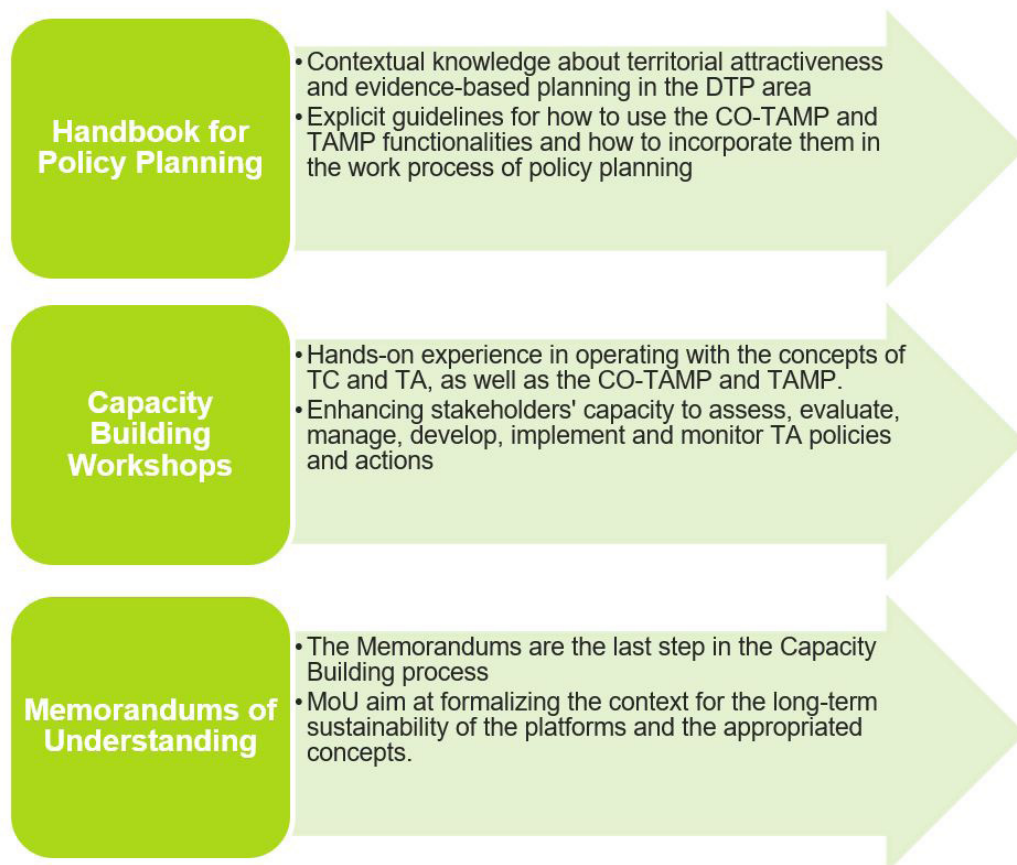 Handbook for
Policy Planning
• Contextual knowledge about territorial attractiveness
and evidence-based planning in the DTP area
• Explicit guidelines for how to use the CO-TAMP and
TAMP functionalities and how to incorporate them in
the work process of policy planning
Capacity
Building
Workshops
• Hands-on experience in operating with the concepts of
TC and TA, as well as the CO-TAMP and TAMP.
• Enhancing stakeholders' capacity to assess, evaluate,
manage, develop, implement and monitor TA policies
and actions
Memorandums of
Understanding
• The Memorandums are the last step in the Capacity
Building process
• MoU aim at formalizing the context for the long-term
sustainability of the platforms and the appropriated
concepts.